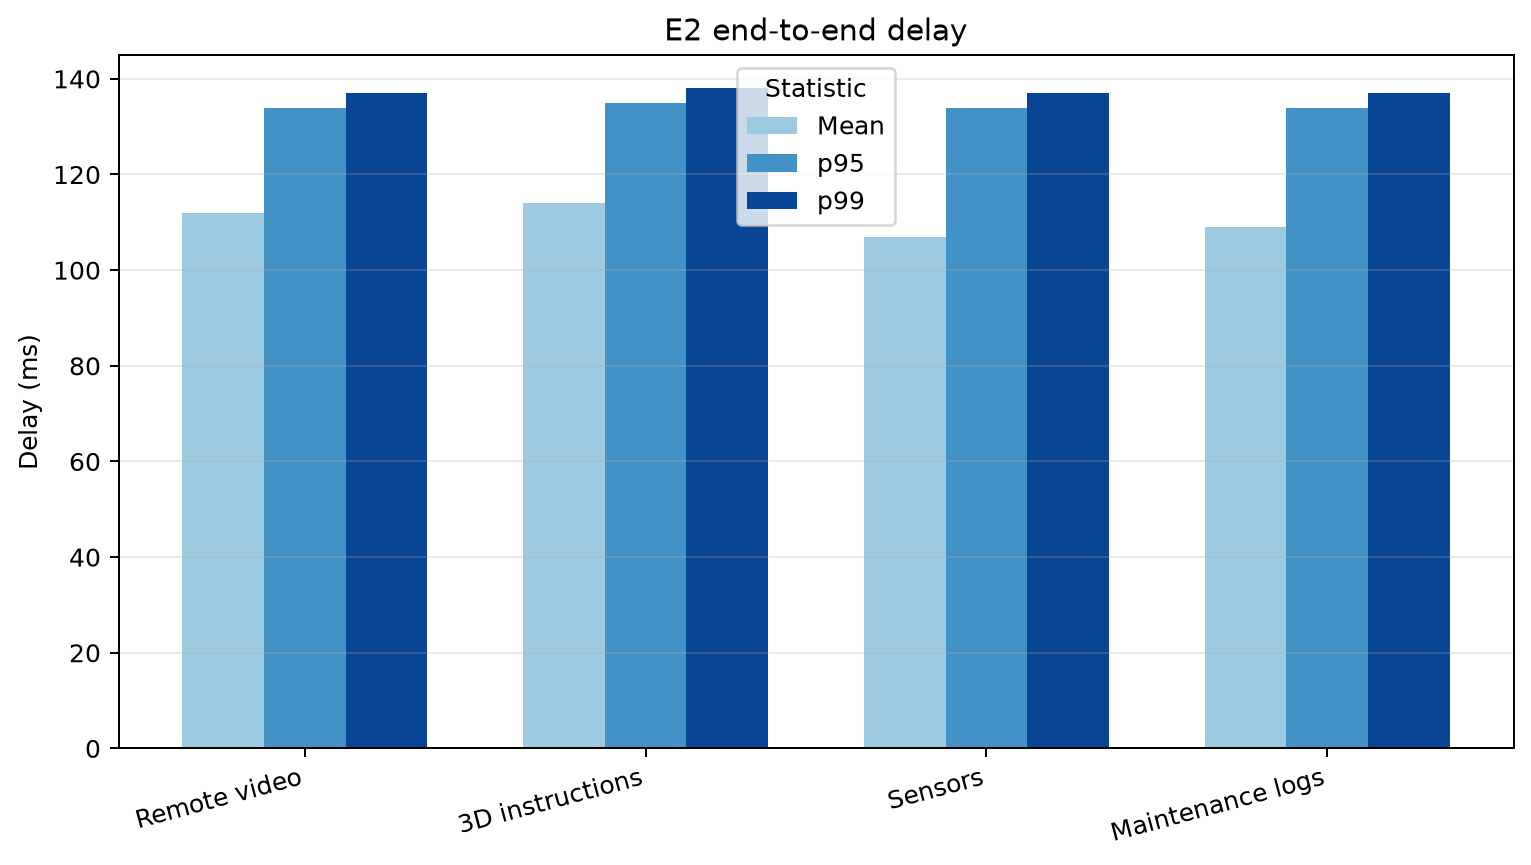 E2 end-to-end delay
Statistic
Mean
p95
p99
Delay (ms)
140
120
100
80
60
40
20
0
Remote video
3D instructions
Sensors
Maintenance logs